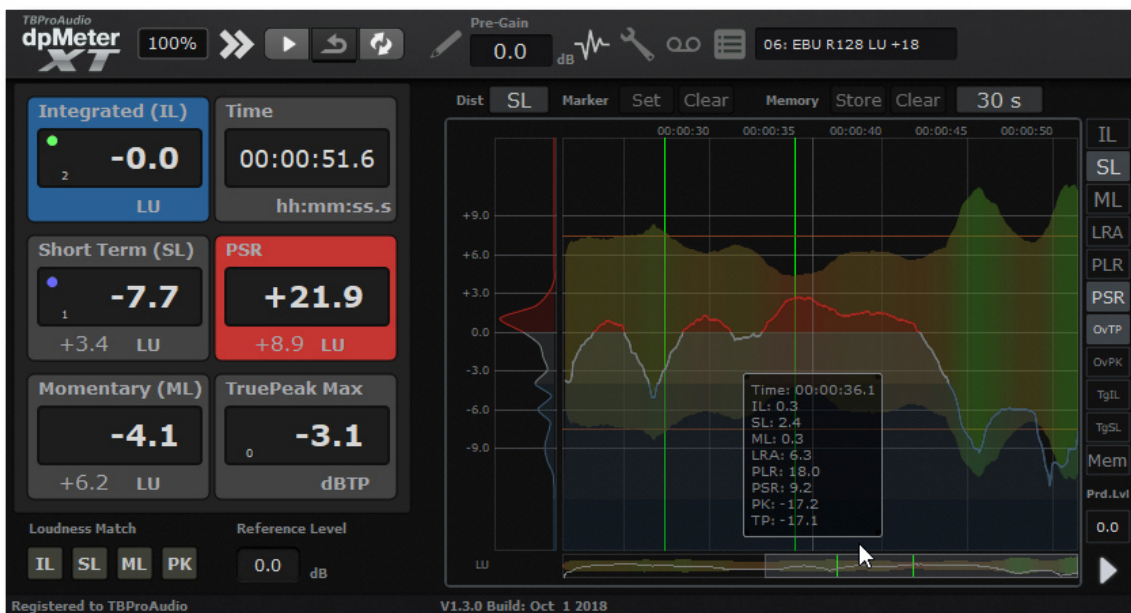 TBProAudio
dpMeter
XT
100%
Pre-Gain
0.0
dB
06: EBU R128 LU +18
Integrated (IL)
2
-0.0
LU
Time
00:00:51.6
hh:mm:ss.s
Short Term (SL)
1
-7.7
+3.4 LU
PSR
+21.9
+8.9 LU
Momentary (ML)
-4.1
+6.2 LU
TruePeak Max
0
-3.1
dBTP
Loudness Match
IL SL ML PK
Reference Level
0.0
dB
Dist SL Marker Set Clear Memory Store Clear 30 s
00:00:30 00:00:35 00:00:40 00:00:45 00:00:50
+9.0
+6.0
+3.0
0.0
-3.0
-6.0
-9.0
LU
Time: 00:00:36.1
IL: 0.3
SL: 2.4
ML: 0.3
LRA: 6.3
PLR: 18.0
PSR: 9.2
PK: -17.2
TP: -17.1
IL
SL
ML
LRA
PLR
PSR
OvTP
OvPK
TgIL
TgSL
Mem
Prd.Lvl
0.0
Registered to TBProAudio
V1.3.0 Build: Oct 1 2018